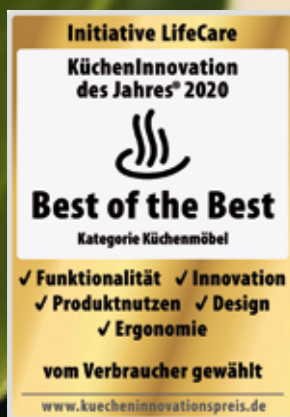 Initiative LifeCare
KüchenInnovation
des Jahres® 2020
Best of the Best
Kategorie Küchenmöbel
✓ Funktionalität ✓ Innovation
✓ Produktnutzen ✓ Design
✓ Ergonomie
vom Verbraucher gewählt
www.kuecheninnovationspreis.de